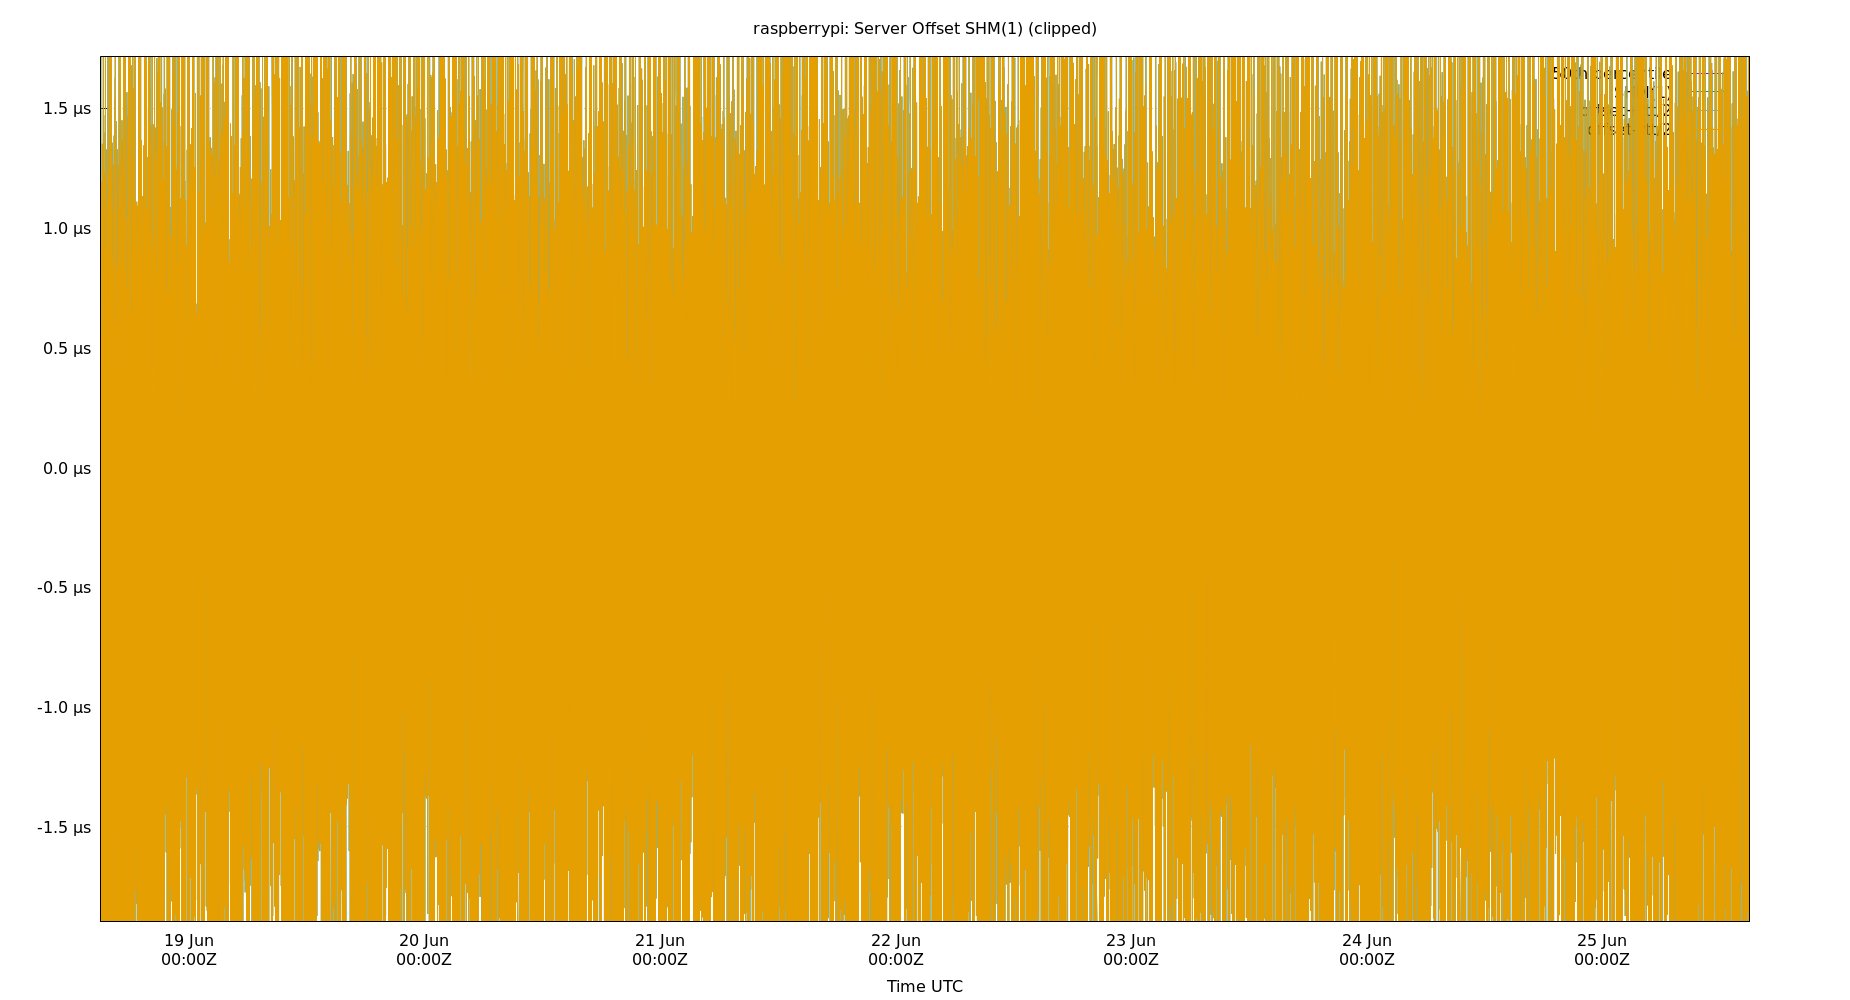 raspberrypi: Server Offset SHM(1) (clipped)
1.5 µs
1.0 µs
0.5 µs
0.0 µs
-0.5 µs
-1.0 µs
-1.5 µs
19 Jun
00:00Z
20 Jun
00:00Z
21 Jun
00:00Z
22 Jun
00:00Z
23 Jun
00:00Z
24 Jun
00:00Z
25 Jun
00:00Z
Time UTC